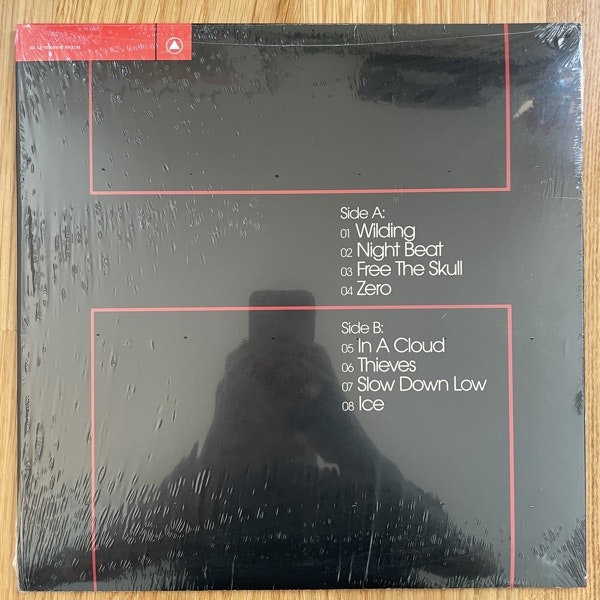 Side A:
01 Wilding
02 Night Beat
03 Free The Skull
04 Zero
Side B:
05 In A Cloud
06 Thieves
07 Slow Down Low
08 Ice